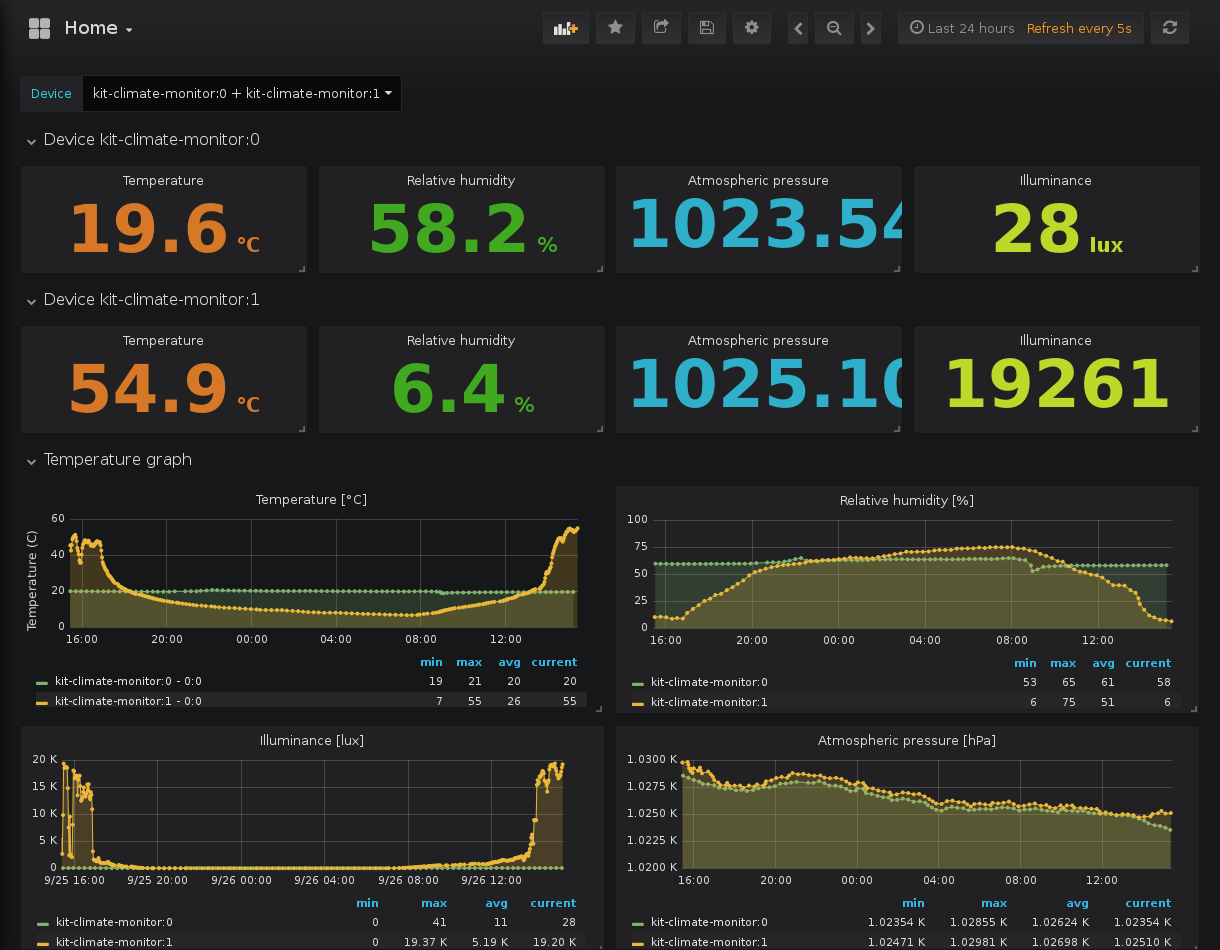 Home
Last 24 hours Refresh every 5s
Device kit-climate-monitor:0 + kit-climate-monitor:1
Device kit-climate-monitor:0
Temperature Relative humidity Atmospheric pressure Illuminance
19.6 °C 58.2 % 1023.54 28 lux
Device kit-climate-monitor:1
Temperature Relative humidity Atmospheric pressure Illuminance
54.9 °C 6.4 % 1025.10 19261
Temperature graph
Temperature [°C]
Temperature (C)
60
40
20
0
16:00 20:00 00:00 04:00 08:00 12:00
min max avg current
kit-climate-monitor:0 - 0:0 19 21 20 20
kit-climate-monitor:1 - 0:0 7 55 26 55
Relative humidity [%]
100
75
50
25
0
16:00 20:00 00:00 04:00 08:00 12:00
min max avg current
kit-climate-monitor:0 53 65 61 58
kit-climate-monitor:1 6 75 51 6
Illuminance [lux]
20 K
15 K
10 K
5 K
0
9/25 16:00 9/25 20:00 9/26 00:00 9/26 04:00 9/26 08:00 9/26 12:00
min max avg current
kit-climate-monitor:0 0 41 11 28
kit-climate-monitor:1 0 19.37 K 5.19 K 19.20 K
Atmospheric pressure [hPa]
1.0300 K
1.0275 K
1.0250 K
1.0225 K
1.0200 K
16:00 20:00 00:00 04:00 08:00 12:00
min max avg current
kit-climate-monitor:0 1.02354 K 1.02855 K 1.02624 K 1.02354 K
kit-climate-monitor:1 1.02471 K 1.02981 K 1.02698 K 1.02510 K